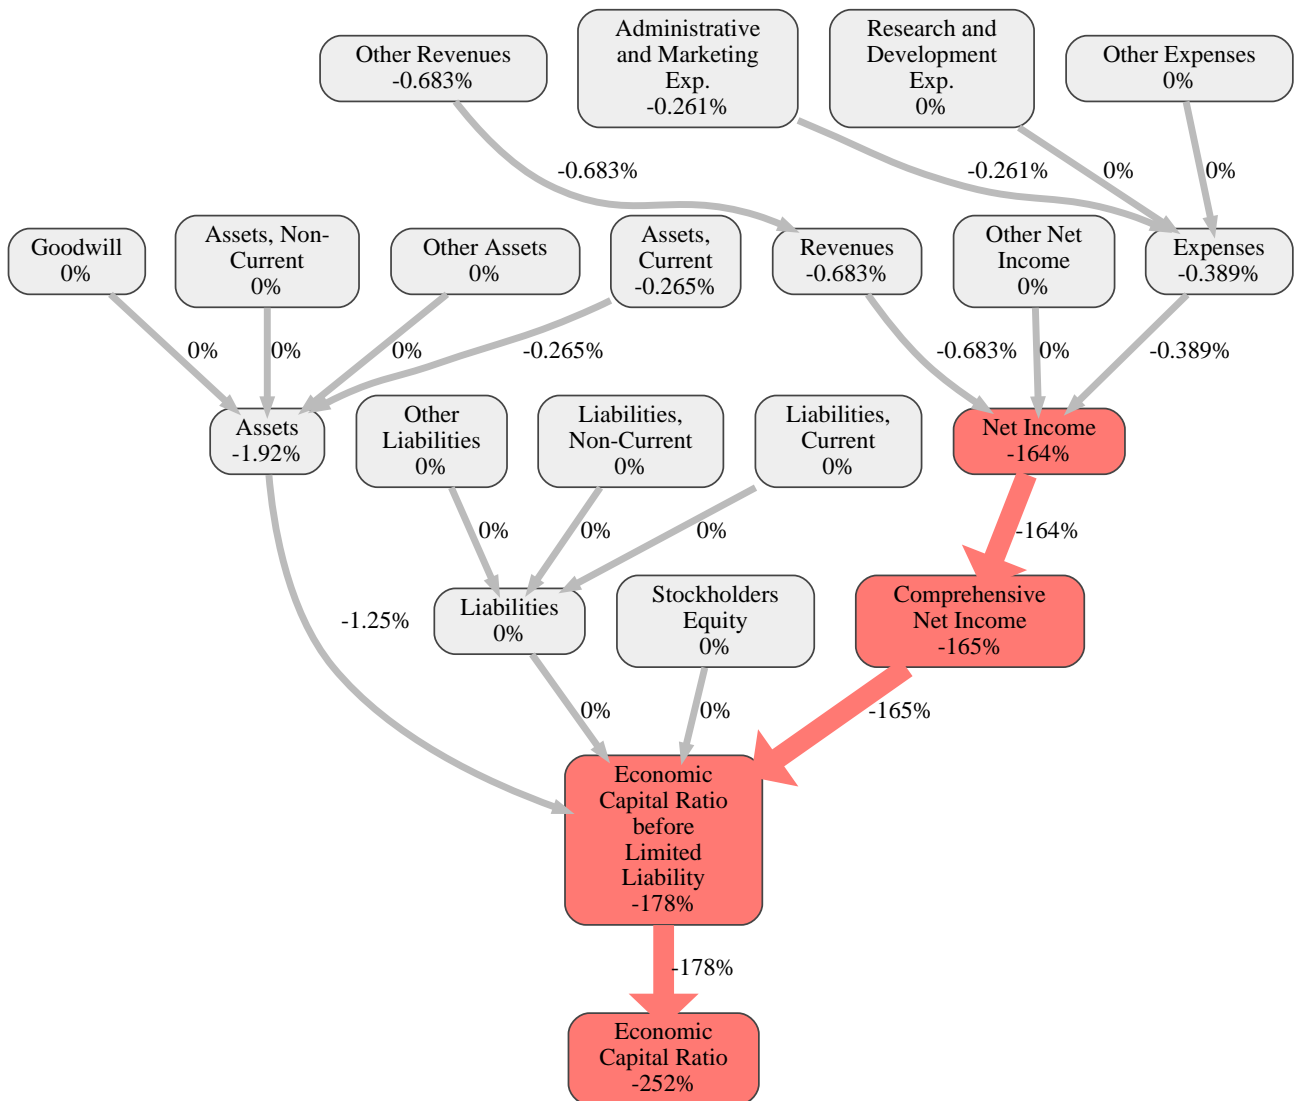 Other Revenues
-0.683%
Administrative
and Marketing
Exp.
-0.261%
Research and
Development
Exp.
0%
Other Expenses
0%
-0.683%
-0.261%
0%
0%
Goodwill
0%
Assets, Non-
Current
0%
Other Assets
0%
Assets,
Current
-0.265%
Revenues
-0.683%
Other Net
Income
0%
Expenses
-0.389%
0%
0%
0%
-0.265%
-0.683%
0%
-0.389%
Assets
-1.92%
Other
Liabilities
0%
Liabilities,
Non-Current
0%
Liabilities,
Current
0%
Net Income
-164%
0%
0%
0%
-164%
-1.25%
Liabilities
0%
Stockholders
Equity
0%
Comprehensive
Net Income
-165%
0%
0%
-165%
Economic
Capital Ratio
before
Limited
Liability
-178%
-178%
Economic
Capital Ratio
-252%